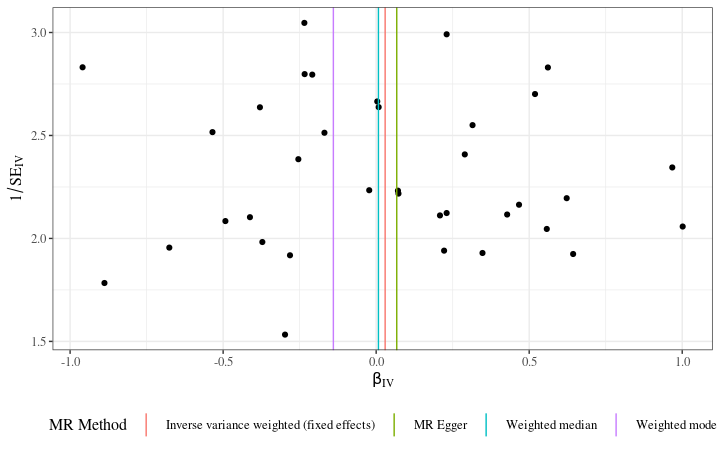 3.0
2.5
2.0
1.5
1/SE_IV
-1.0 -0.5 0.0 0.5 1.0
β_IV
MR Method Inverse variance weighted (fixed effects) MR Egger Weighted median Weighted mode